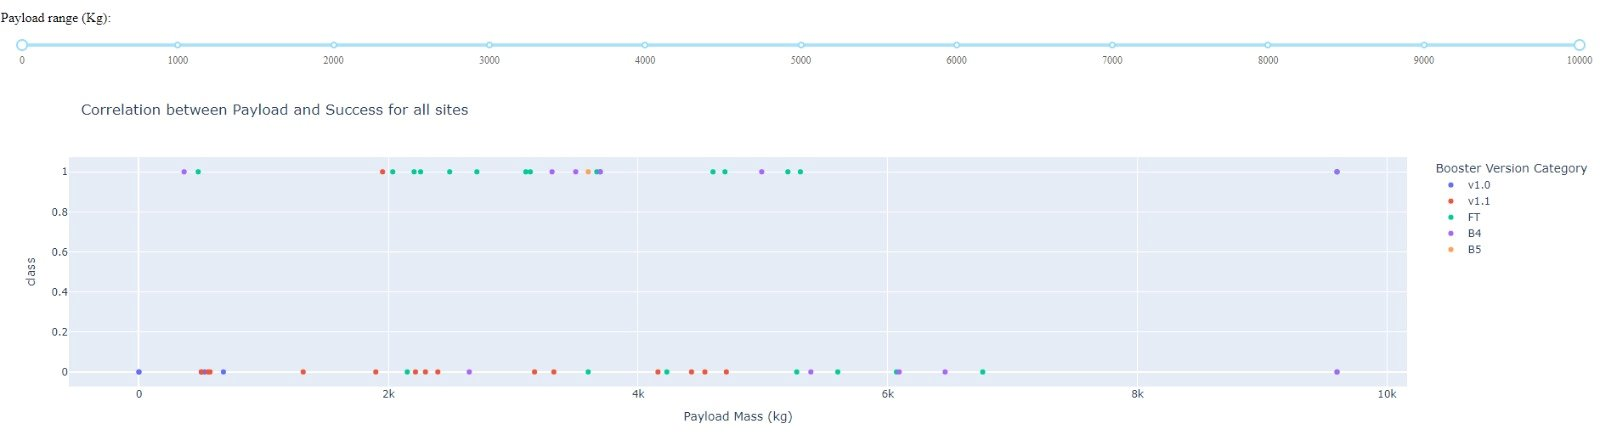 Payload range (Kg):
0 1000 2000 3000 4000 5000 6000 7000 8000 9000 10000
Correlation between Payload and Success for all sites
Booster Version Category
v1.0
v1.1
FT
B4
B5
class
1
0.8
0.6
0.4
0.2
0
0 2k 4k 6k 8k 10k
Payload Mass (kg)